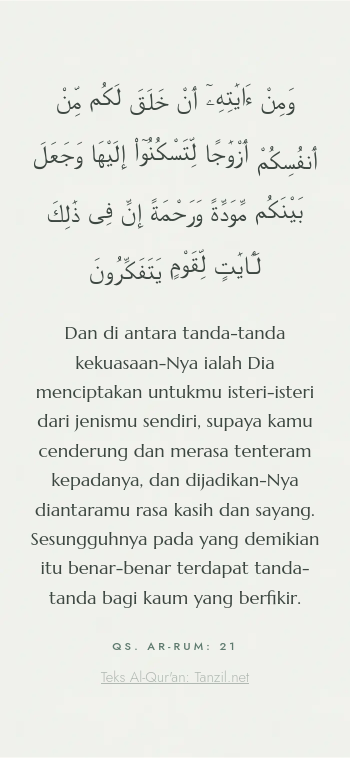 وَمِنْ ءَايَٰتِهِۦٓ أَنْ خَلَقَ لَكُم مِّنْ
أَنفُسِكُمْ أَزْوَٰجًا لِّتَسْكُنُوٓا۟ إِلَيْهَا وَجَعَلَ
بَيْنَكُم مَّوَدَّةً وَرَحْمَةً إِنَّ فِى ذَٰلِكَ
لَـَٔايَٰتٍ لِّقَوْمٍ يَتَفَكَّرُونَ
Dan di antara tanda-tanda
kekuasaan-Nya ialah Dia
menciptakan untukmu isteri-isteri
dari jenismu sendiri, supaya kamu
cenderung dan merasa tenteram
kepadanya, dan dijadikan-Nya
diantaramu rasa kasih dan sayang.
Sesungguhnya pada yang demikian
itu benar-benar terdapat tanda-
tanda bagi kaum yang berfikir.
QS. AR-RUM: 21
Teks Al-Qur'an: Tanzil.net